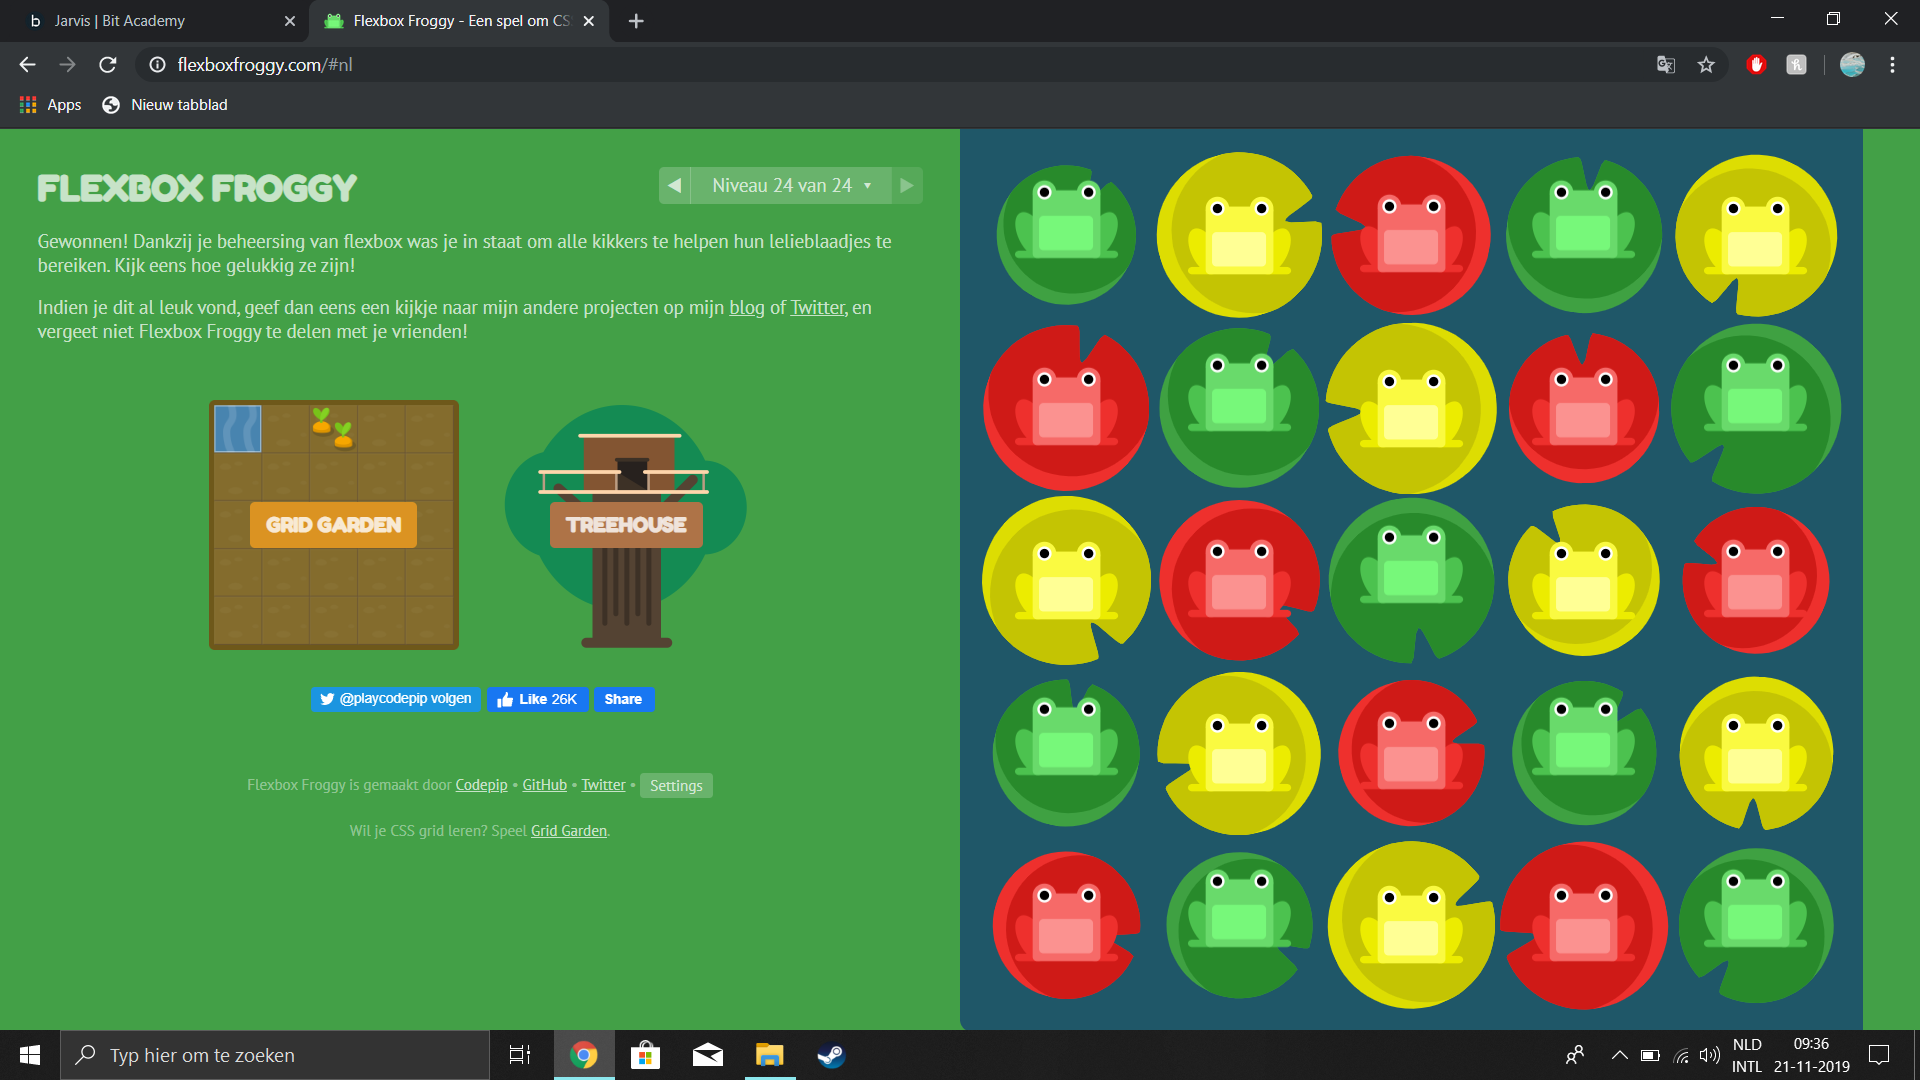 Jarvis | Bit Academy
Flexbox Froggy - Een spel om CS
flexboxfroggy.com/#nl
Apps
Nieuw tabblad
FLEXBOX FROGGY
Niveau 24 van 24
Gewonnen! Dankzij je beheersing van flexbox was je in staat om alle kikkers te helpen hun lelieblaadjes te
bereiken. Kijk eens hoe gelukkig ze zijn!
Indien je dit al leuk vond, geef dan eens een kijkje naar mijn andere projecten op mijn blog of Twitter, en
vergeet niet Flexbox Froggy te delen met je vrienden!
GRID GARDEN
TREEHOUSE
@playcodepip volgen
Like 26K
Share
Flexbox Froggy is gemaakt door Codepip • GitHub • Twitter • Settings
Wil je CSS grid leren? Speel Grid Garden.
Typ hier om te zoeken
NLD
INTL
09:36
21-11-2019